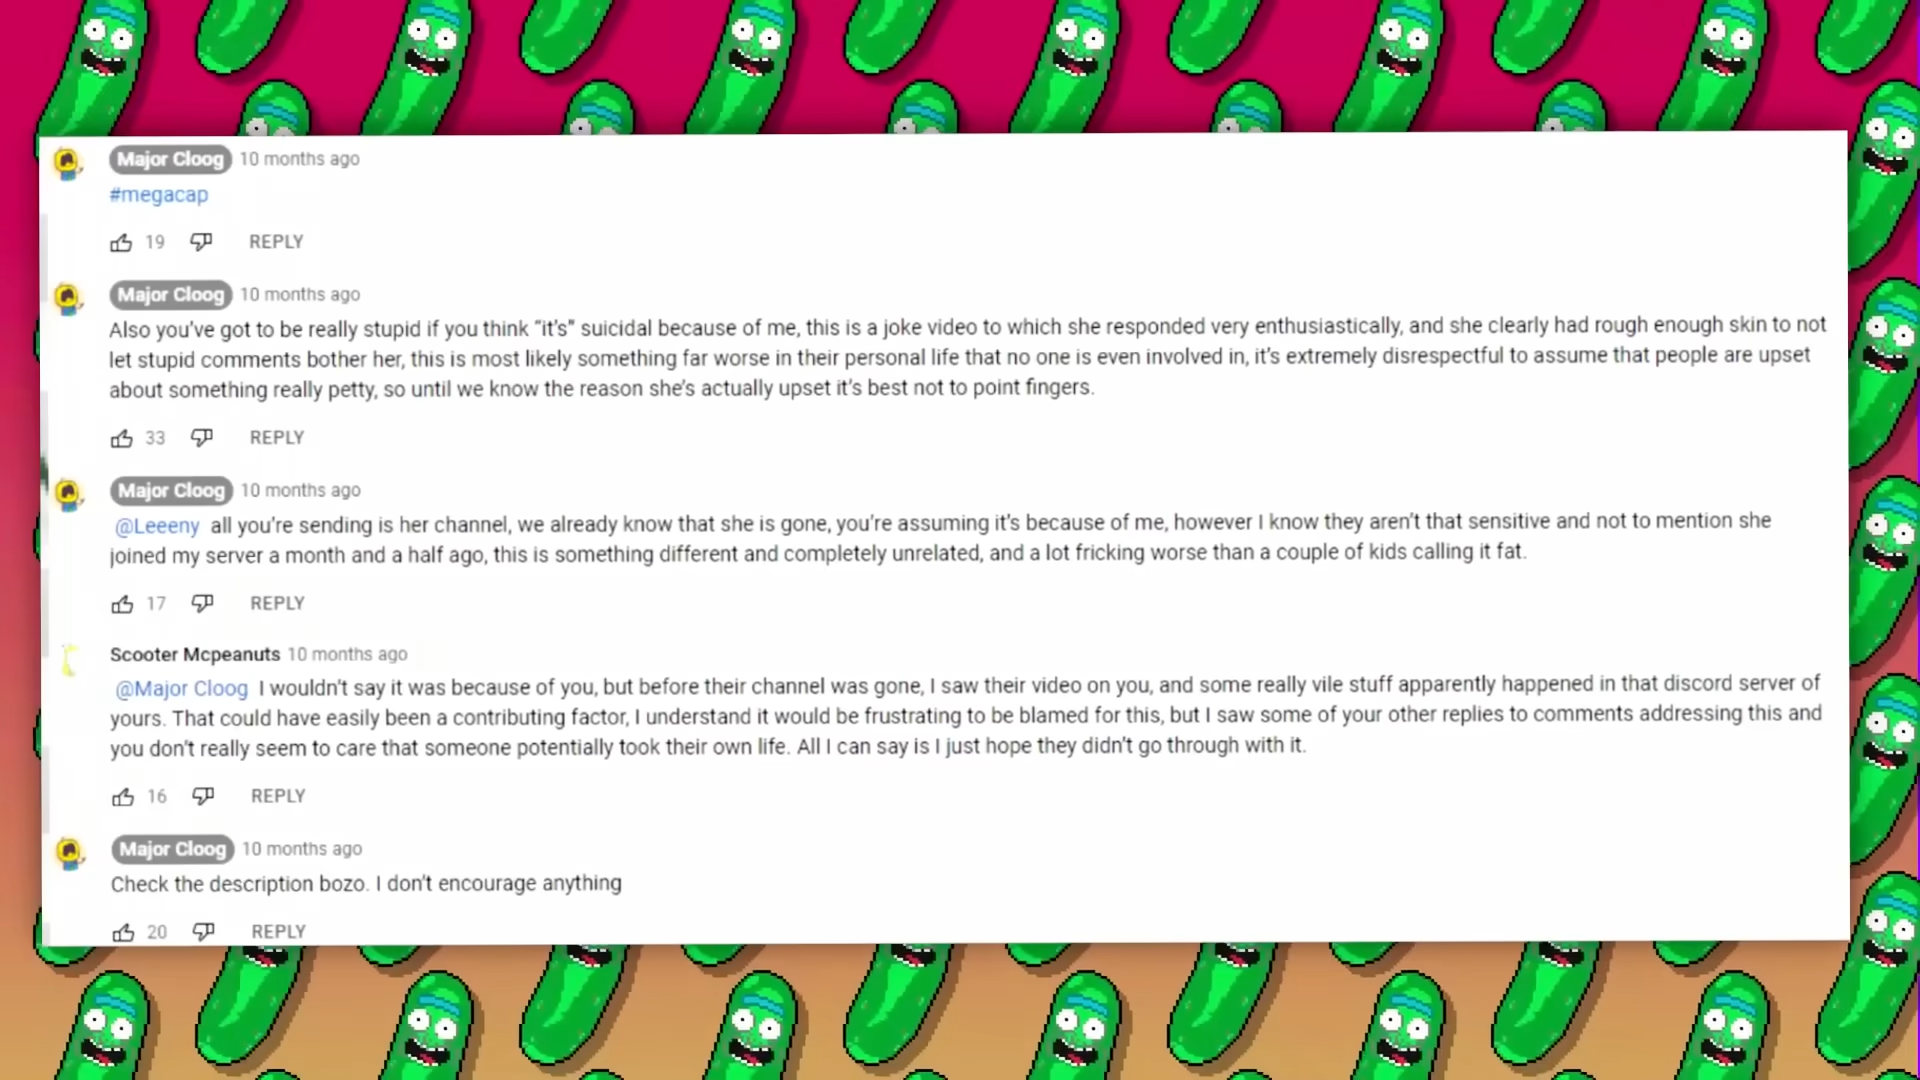 Major Cloog 10 months ago
#megacap
19 REPLY
Major Cloog 10 months ago
Also you've got to be really stupid if you think "it's" suicidal because of me, this is a joke video to which she responded very enthusiastically, and she clearly had rough enough skin to not
let stupid comments bother her, this is most likely something far worse in their personal life that no one is even involved in, it's extremely disrespectful to assume that people are upset
about something really petty, so until we know the reason she's actually upset it's best not to point fingers.
33 REPLY
Major Cloog 10 months ago
@Leeeny all you're sending is her channel, we already know that she is gone, you're assuming it's because of me, however I know they aren't that sensitive and not to mention she
joined my server a month and a half ago, this is something different and completely unrelated, and a lot fricking worse than a couple of kids calling it fat.
17 REPLY
Scooter Mcpeanuts 10 months ago
@Major Cloog I wouldn't say it was because of you, but before their channel was gone, I saw their video on you, and some really vile stuff apparently happened in that discord server of
yours. That could have easily been a contributing factor, I understand it would be frustrating to be blamed for this, but I saw some of your other replies to comments addressing this and
you don't really seem to care that someone potentially took their own life. All I can say is I just hope they didn't go through with it.
16 REPLY
Major Cloog 10 months ago
Check the description bozo. I don't encourage anything
20 REPLY